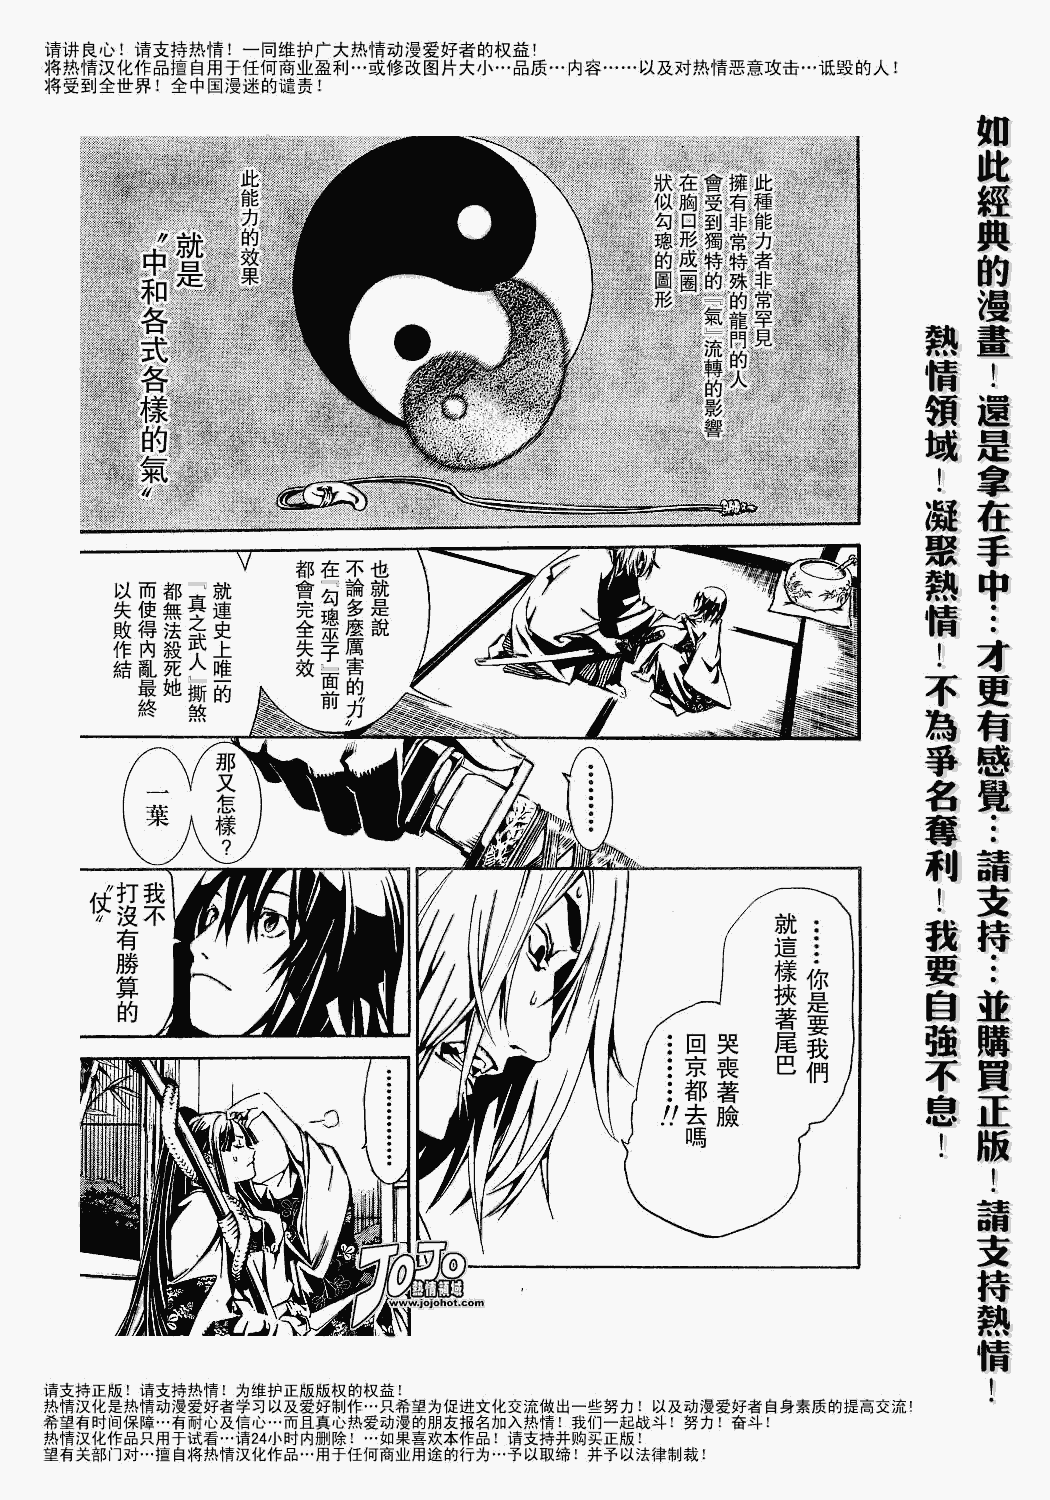 请讲良心！请支持热情！一同维护广大热情动漫爱好者的权益！
将热情汉化作品擅自用于任何商业盈利…或修改图片大小…品质…内容……以及对热情恶意攻击…诋毁的人！
将受到全世界！全中国漫迷的谴责！
如此經典的漫畫！還是拿在手中…才更有感覺…請支持…並購買正版！請支持熱情！
熱情領域！凝聚熱情！不為爭名奪利！我要自強不息！
此種能力者非常罕見
擁有非常特殊的龍門的人
會受到獨特的『氣』流轉的影響
在胸口形成一圈
狀似勾璁的圖形
此能力的效果
就是
〝中和各式各樣的氣〞
也就是說
不論多麼厲害的〝力〞
在『勾璁巫子』面前
都會完全失效
就連史上唯一的
『真之武人』撕煞
都無法殺死她
而使得內亂最終
以失敗作結
………
那又怎樣？
一葉
……你是要我們
就這樣挾著尾巴
哭喪著臉
回京都去嗎
………!!
我不
打沒有勝算的
〝仗〞
…………
JOJO
熱情領域
www.jojohot.com
请支持正版！请支持热情！为维护正版版权的权益！
热情汉化是热情动漫爱好者学习以及爱好制作…只希望为促进文化交流做出一些努力！以及动漫爱好者自身素质的提高交流！
希望有时间保障…有耐心及信心…而且真心热爱动漫的朋友报名加入热情！我们一起战斗！努力！奋斗！
热情汉化作品只用于试看…请24小时内删除！…如果喜欢本作品！请支持并购买正版！
望有关部门对…擅自将热情汉化作品…用于任何商业用途的行为…予以取缔！并予以法律制裁！